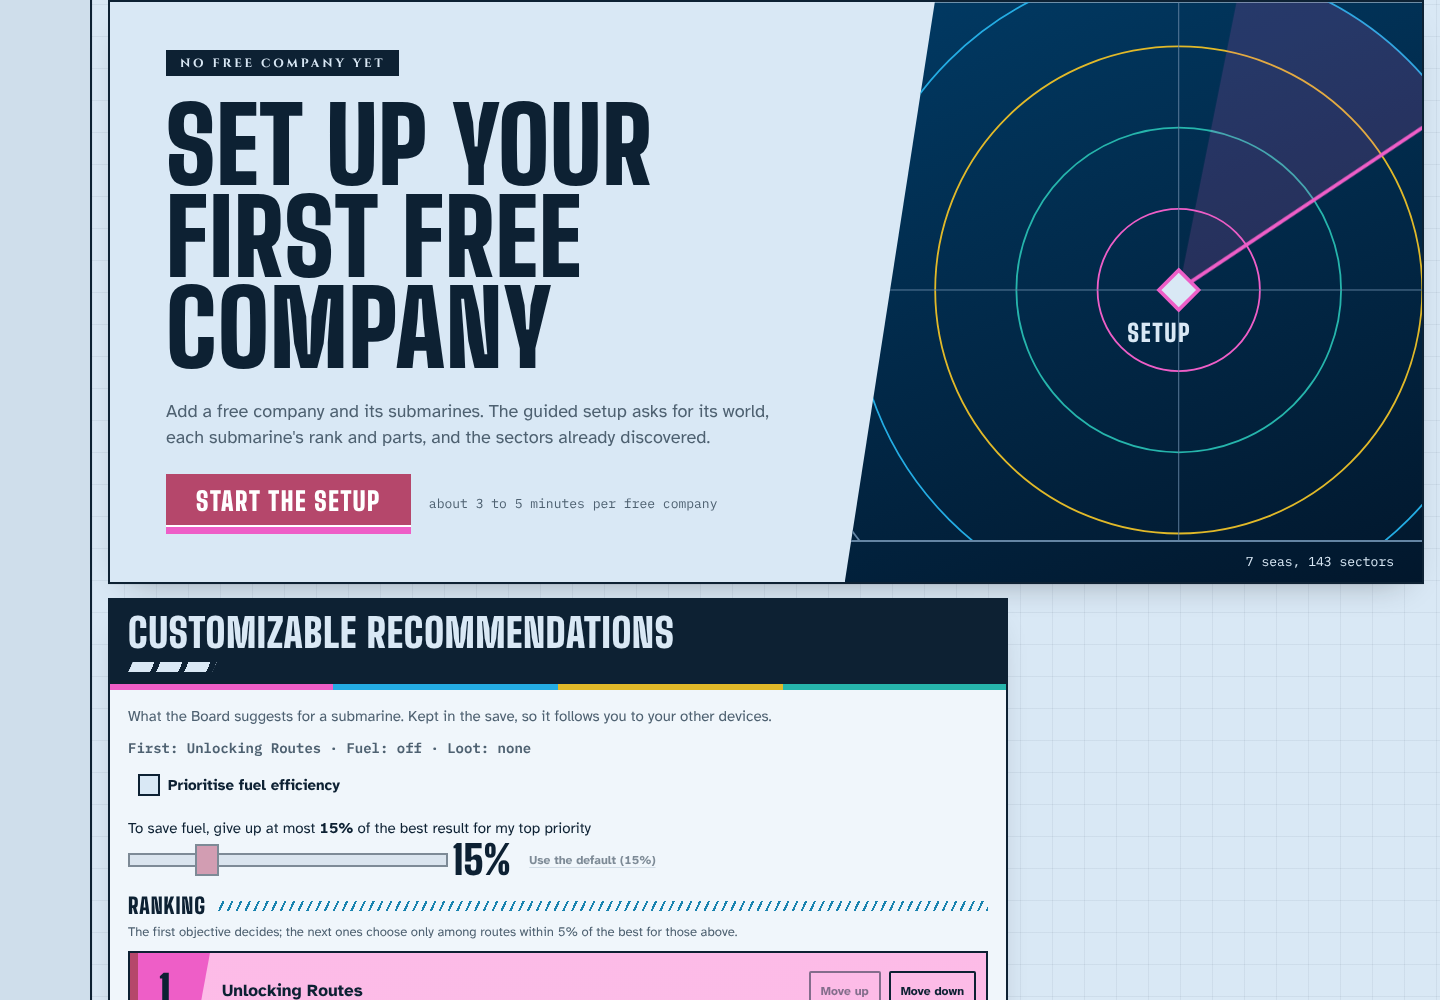 NO FREE COMPANY YET
SET UP YOUR
FIRST FREE
COMPANY
Add a free company and its submarines. The guided setup asks for its world,
each submarine's rank and parts, and the sectors already discovered.
START THE SETUP
about 3 to 5 minutes per free company
SETUP
7 seas, 143 sectors
CUSTOMIZABLE RECOMMENDATIONS
What the Board suggests for a submarine. Kept in the save, so it follows you to your other devices.
First: Unlocking Routes · Fuel: off · Loot: none
Prioritise fuel efficiency
To save fuel, give up at most 15% of the best result for my top priority
15%
Use the default (15%)
RANKING
The first objective decides; the next ones choose only among routes within 5% of the best for those above.
1
Unlocking Routes
Move up
Move down